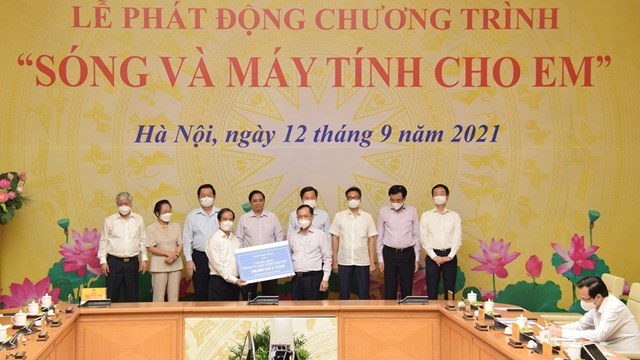 LỄ PHÁT ĐỘNG CHƯƠNG TRÌNH
“SÓNG VÀ MÁY TÍNH CHO EM”
Hà Nội, ngày 12 tháng 9 năm 2021